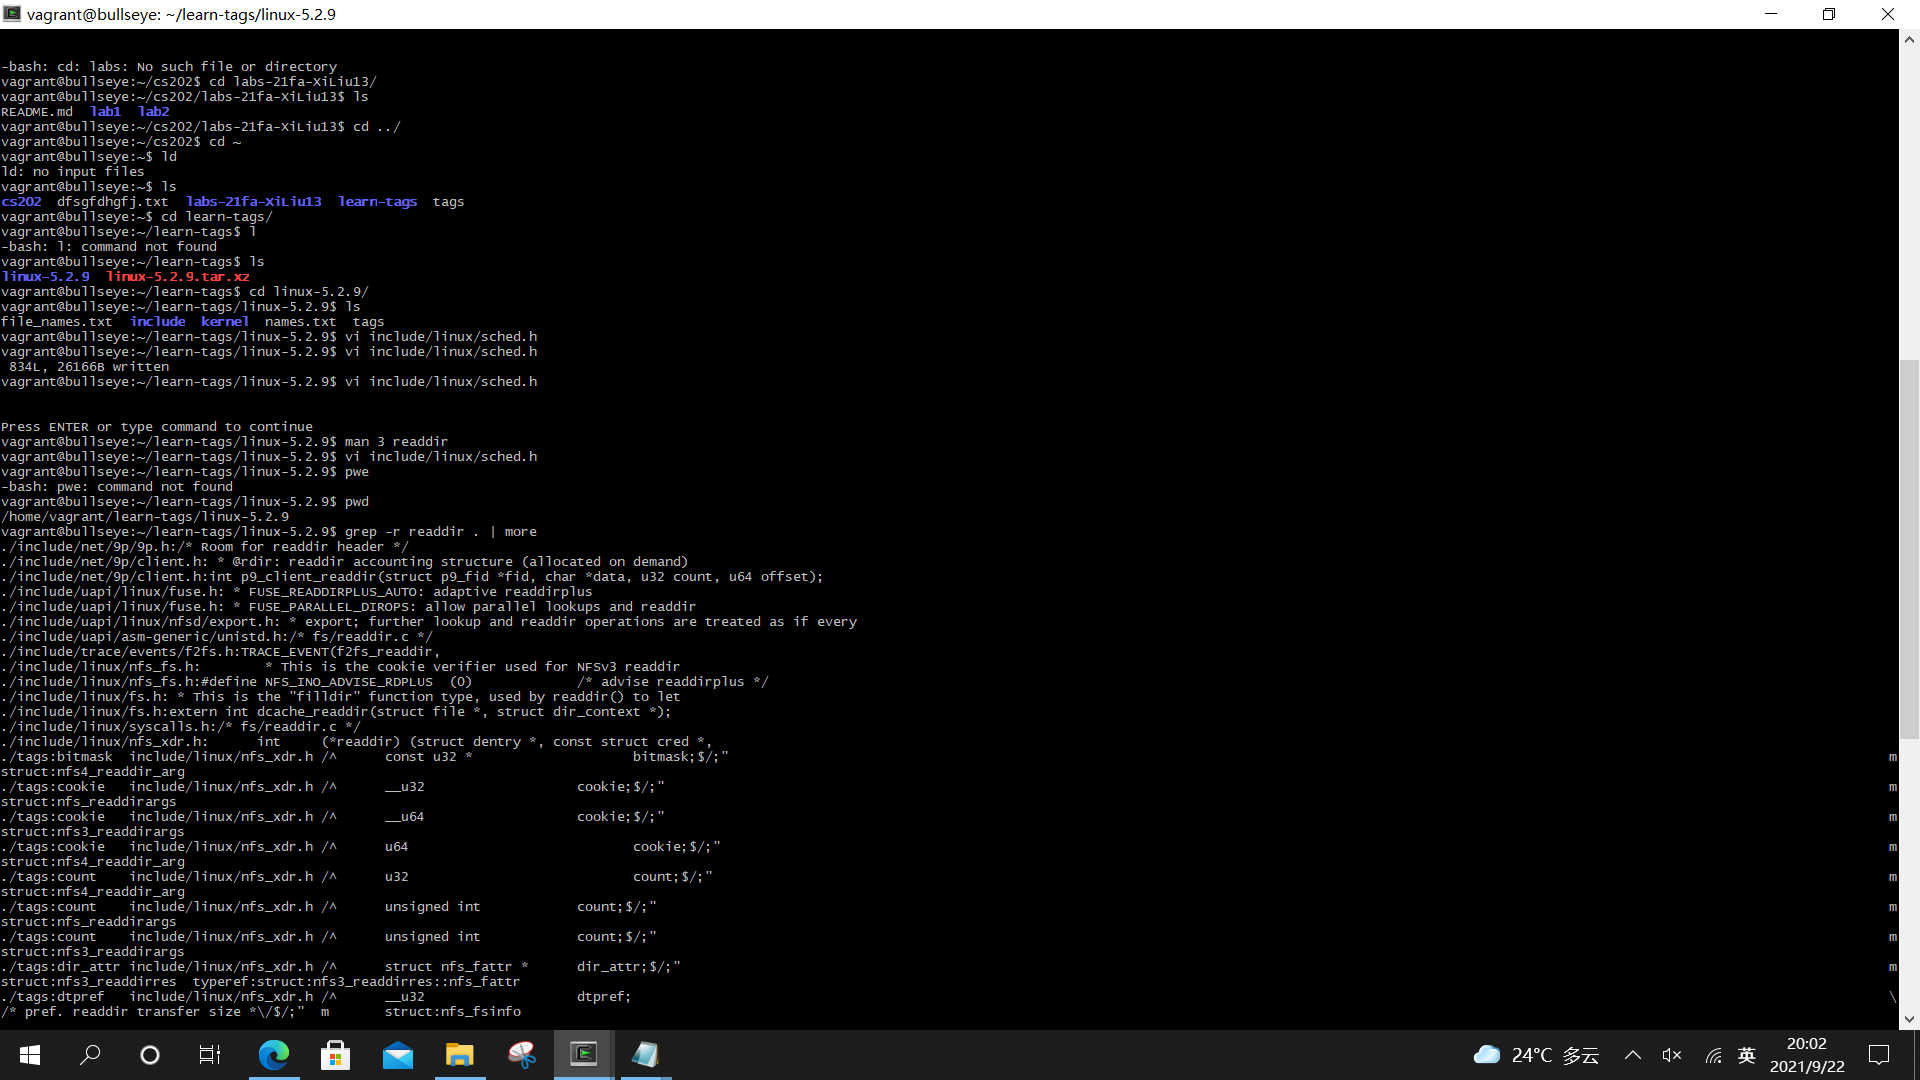 vagrant@bullseye: ~/learn-tags/linux-5.2.9
-bash: cd: labs: No such file or directory
vagrant@bullseye:~/cs202$ cd labs-21fa-XiLiu13/
vagrant@bullseye:~/cs202/labs-21fa-XiLiu13$ ls
README.md  lab1  lab2
vagrant@bullseye:~/cs202/labs-21fa-XiLiu13$ cd ../
vagrant@bullseye:~/cs202$ cd ~
vagrant@bullseye:~$ ld
ld: no input files
vagrant@bullseye:~$ ls
cs202  dfsgfdhgfj.txt  labs-21fa-XiLiu13  learn-tags  tags
vagrant@bullseye:~$ cd learn-tags/
vagrant@bullseye:~/learn-tags$ l
-bash: l: command not found
vagrant@bullseye:~/learn-tags$ ls
linux-5.2.9  linux-5.2.9.tar.xz
vagrant@bullseye:~/learn-tags$ cd linux-5.2.9/
vagrant@bullseye:~/learn-tags/linux-5.2.9$ ls
file_names.txt  include  kernel  names.txt  tags
vagrant@bullseye:~/learn-tags/linux-5.2.9$ vi include/linux/sched.h
vagrant@bullseye:~/learn-tags/linux-5.2.9$ vi include/linux/sched.h
 834L, 26166B written
vagrant@bullseye:~/learn-tags/linux-5.2.9$ vi include/linux/sched.h
Press ENTER or type command to continue
vagrant@bullseye:~/learn-tags/linux-5.2.9$ man 3 readdir
vagrant@bullseye:~/learn-tags/linux-5.2.9$ vi include/linux/sched.h
vagrant@bullseye:~/learn-tags/linux-5.2.9$ pwe
-bash: pwe: command not found
vagrant@bullseye:~/learn-tags/linux-5.2.9$ pwd
/home/vagrant/learn-tags/linux-5.2.9
vagrant@bullseye:~/learn-tags/linux-5.2.9$ grep -r readdir . | more
./include/net/9p/9p.h:/* Room for readdir header */
./include/net/9p/client.h: * @rdir: readdir accounting structure (allocated on demand)
./include/net/9p/client.h:int p9_client_readdir(struct p9_fid *fid, char *data, u32 count, u64 offset);
./include/uapi/linux/fuse.h: * FUSE_READDIRPLUS_AUTO: adaptive readdirplus
./include/uapi/linux/fuse.h: * FUSE_PARALLEL_DIROPS: allow parallel lookups and readdir
./include/uapi/linux/nfsd/export.h: * export; further lookup and readdir operations are treated as if every
./include/uapi/asm-generic/unistd.h:/* fs/readdir.c */
./include/trace/events/f2fs.h:TRACE_EVENT(f2fs_readdir,
./include/linux/nfs_fs.h:        * This is the cookie verifier used for NFSv3 readdir
./include/linux/nfs_fs.h:#define NFS_INO_ADVISE_RDPLUS  (0)             /* advise readdirplus */
./include/linux/fs.h: * This is the "filldir" function type, used by readdir() to let
./include/linux/fs.h:extern int dcache_readdir(struct file *, struct dir_context *);
./include/linux/syscalls.h:/* fs/readdir.c */
./include/linux/nfs_xdr.h:      int     (*readdir) (struct dentry *, const struct cred *,
./tags:bitmask  include/linux/nfs_xdr.h /^      const u32 *                    bitmask;$/;"    m
struct:nfs4_readdir_arg
./tags:cookie   include/linux/nfs_xdr.h /^      __u32                   cookie;$/;"    m
struct:nfs_readdirargs
./tags:cookie   include/linux/nfs_xdr.h /^      __u64                   cookie;$/;"    m
struct:nfs3_readdirargs
./tags:cookie   include/linux/nfs_xdr.h /^      u64                            cookie;$/;"    m
struct:nfs4_readdir_arg
./tags:count    include/linux/nfs_xdr.h /^      u32                            count;$/;"    m
struct:nfs4_readdir_arg
./tags:count    include/linux/nfs_xdr.h /^      unsigned int            count;$/;"    m
struct:nfs_readdirargs
./tags:count    include/linux/nfs_xdr.h /^      unsigned int            count;$/;"    m
struct:nfs3_readdirargs
./tags:dir_attr include/linux/nfs_xdr.h /^      struct nfs_fattr *      dir_attr;$/;"    m
struct:nfs3_readdirres  typeref:struct:nfs3_readdirres::nfs_fattr
./tags:dtpref   include/linux/nfs_xdr.h /^      __u32                   dtpref;    \
/* pref. readdir transfer size *\/$/;"  m       struct:nfs_fsinfo
24°C 多云
英
20:02
2021/9/22